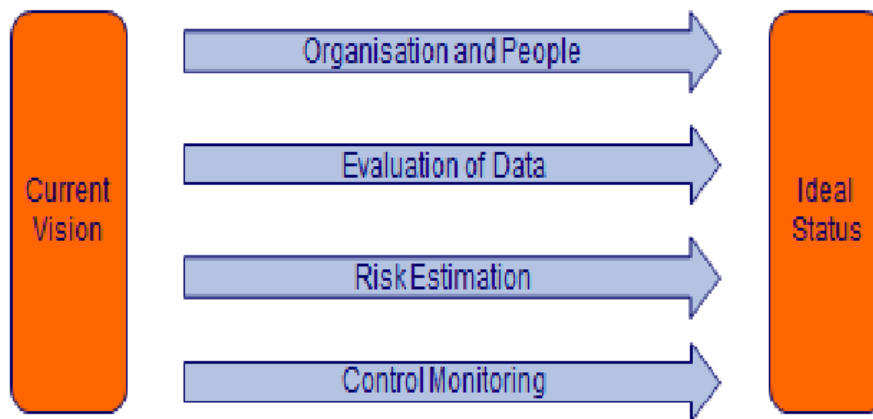 Organisation and People
Evaluation of Data
Current
Vision
Ideal
Status
Risk Estimation
Control Monitoring